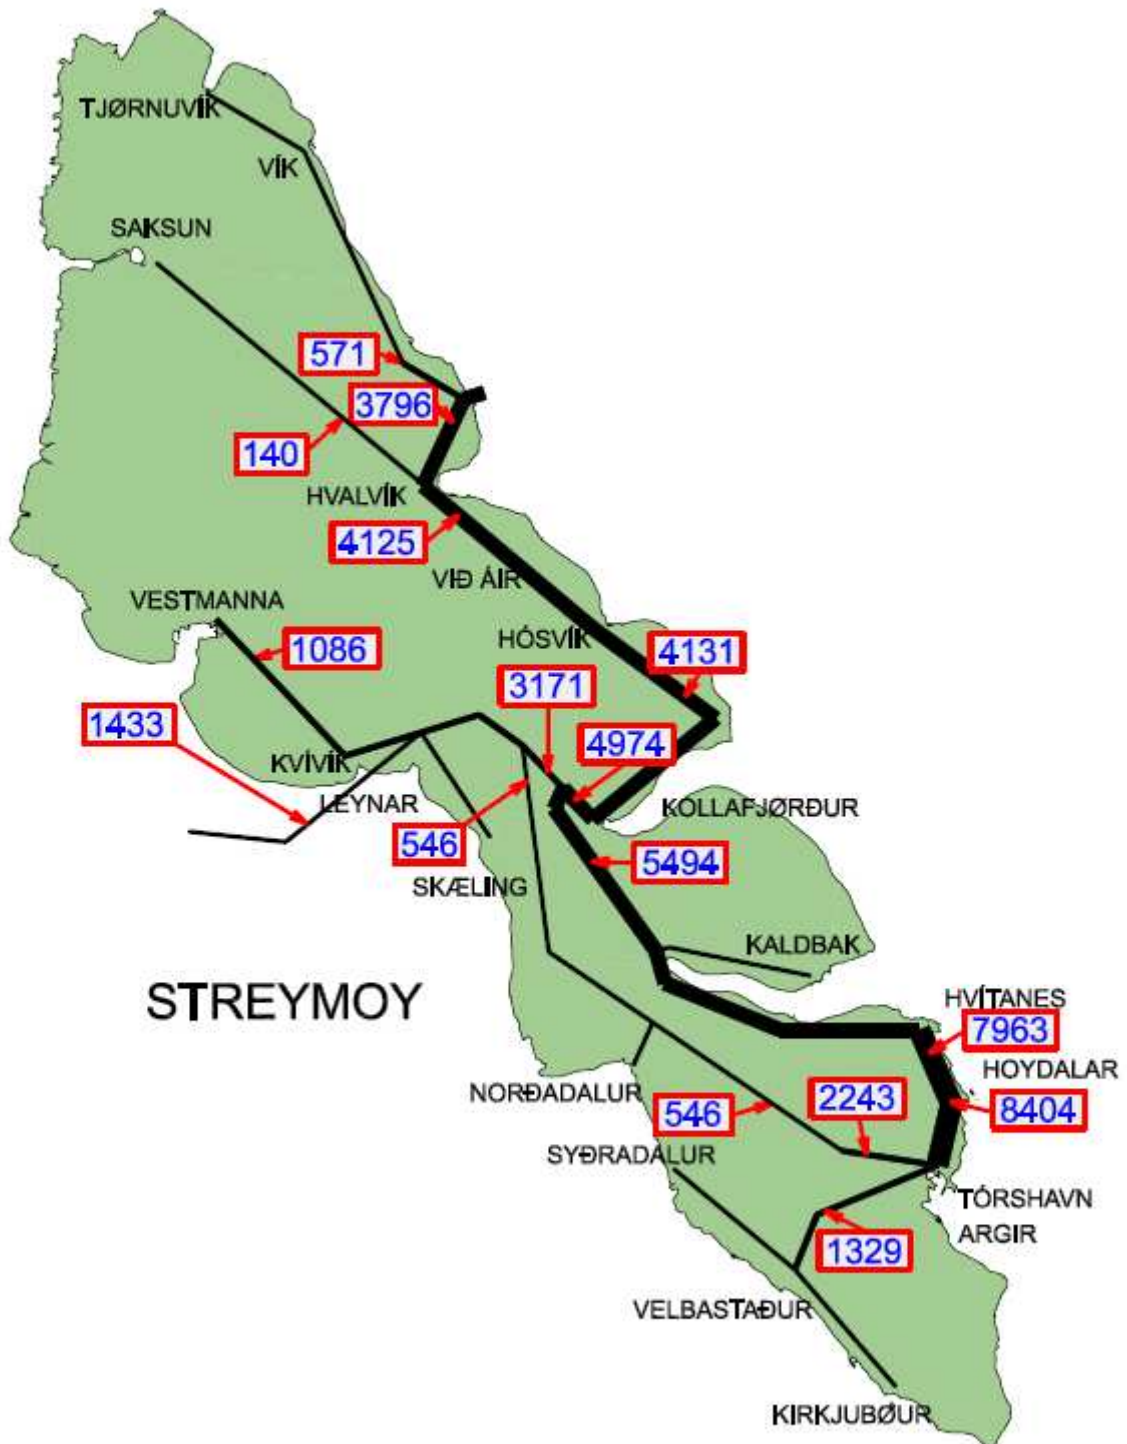 TJØRNUVÍK
VÍK
SAKSUN
571
3796
140
HVALVÍK
4125
VIÐ ÁIR
VESTMANNA
HÓSVÍK
1086
4131
3171
1433
4974
KVÍVÍK
LEYNAR
KOLLAFJØRÐUR
546
5494
SKÆLING
KALDBAK
STREYMOY
HVÍTANES
7963
HOYDALAR
NORÐADALUR
546
2243
8404
SYÐRADALUR
TÓRSHAVN
ARGIR
1329
VELBASTAÐUR
KIRKJUBØUR